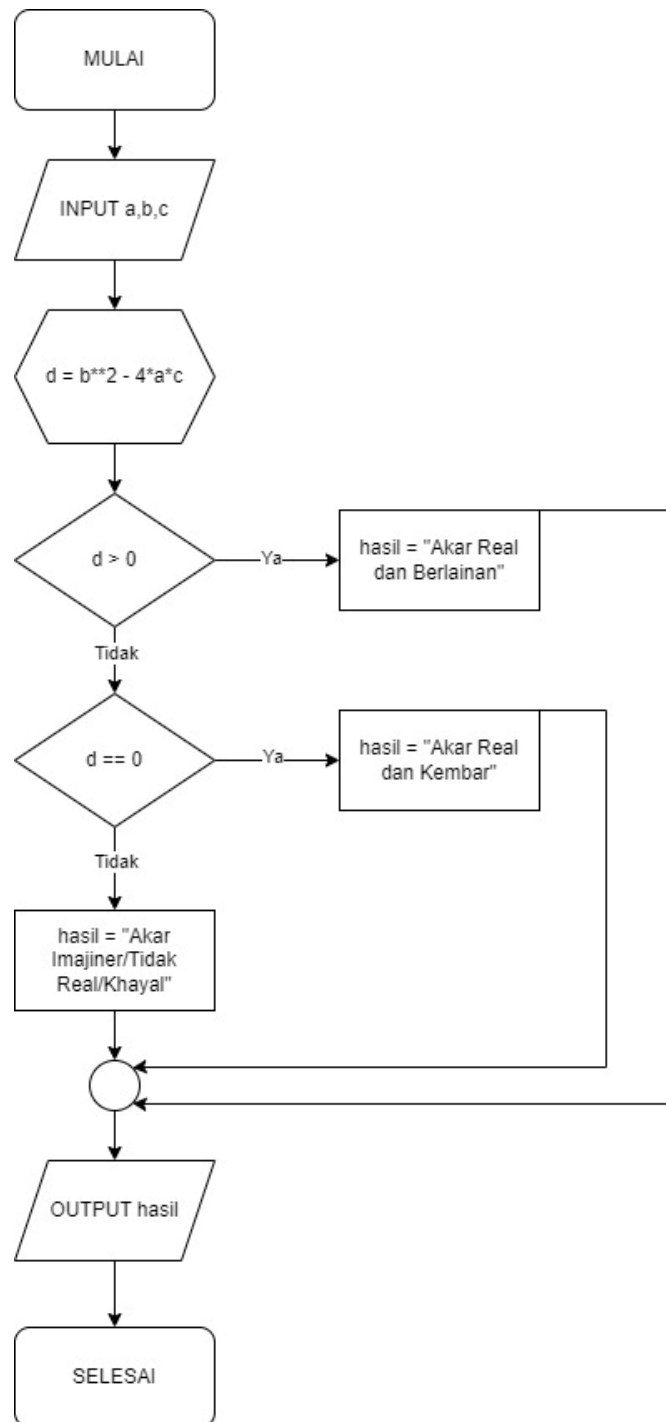 MULAI
INPUT a,b,c
d = b**2 - 4*a*c
d > 0
Ya
hasil = "Akar Real
dan Berlainan"
Tidak
d == 0
Ya
hasil = "Akar Real
dan Kembar"
Tidak
hasil = "Akar
Imajiner/Tidak
Real/Khayal"
OUTPUT hasil
SELESAI